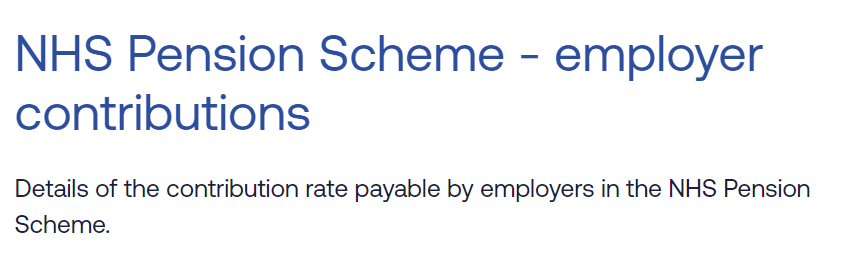 NHS Pension Scheme - employer
contributions
Details of the contribution rate payable by employers in the NHS Pension
Scheme.